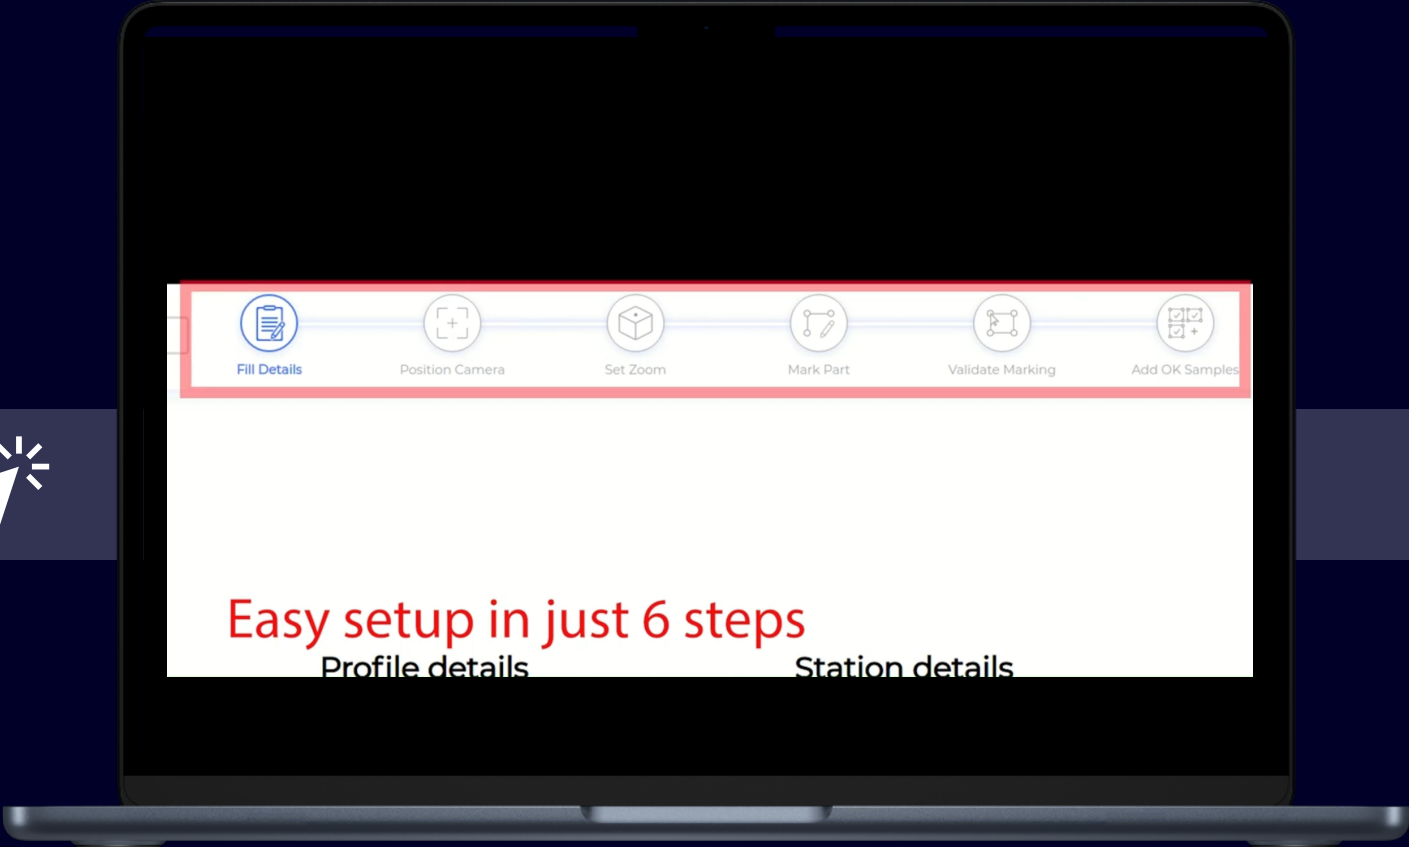 Fill Details
Position Camera
Set Zoom
Mark Part
Validate Marking
Add OK Samples
Easy setup in just 6 steps
Profile details
Station details